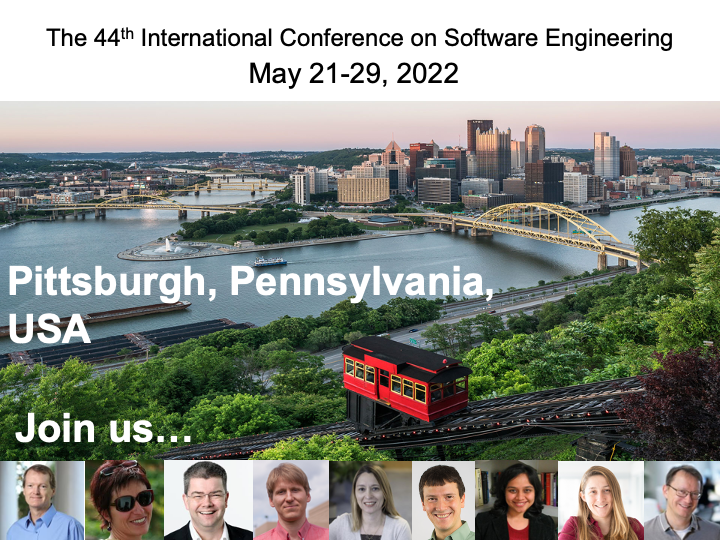 The 44th International Conference on Software Engineering
May 21-29, 2022
Pittsburgh, Pennsylvania,
USA
Join us…